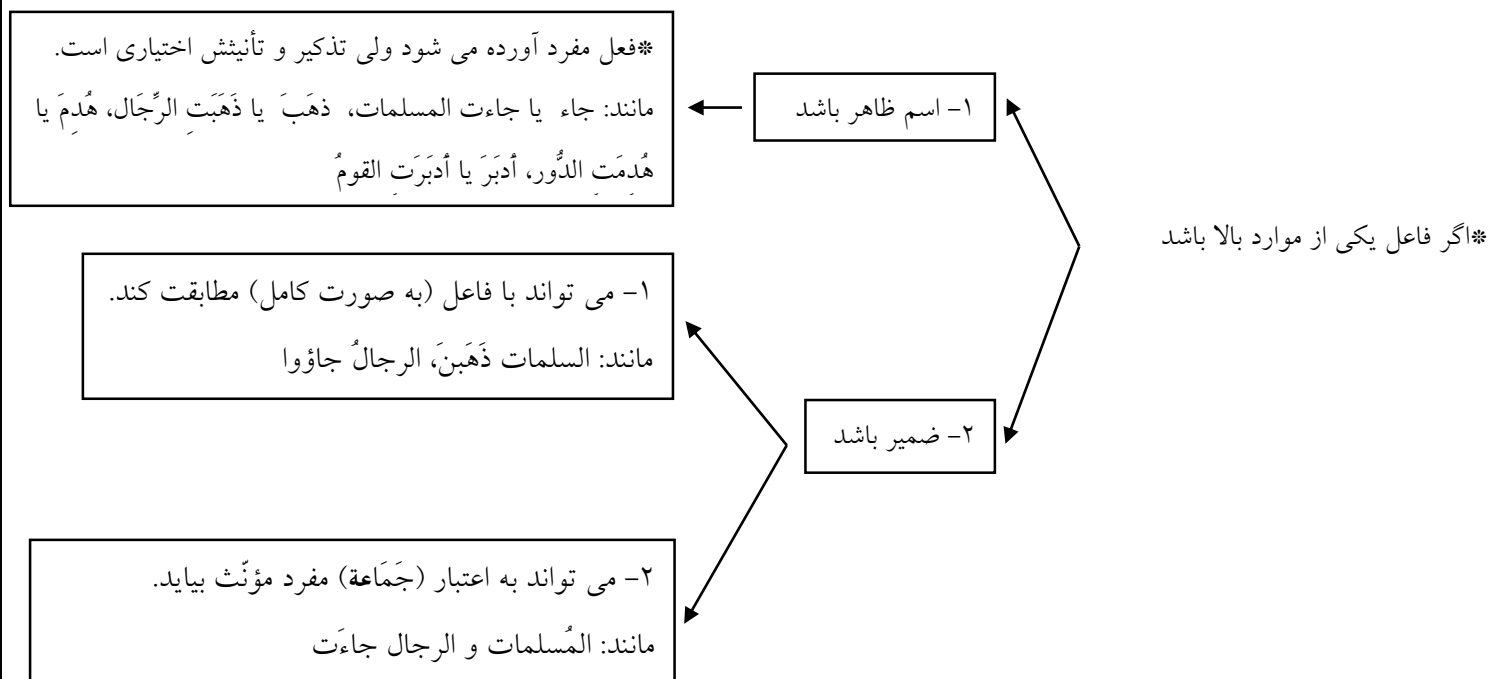 *اگر فاعل یکی از موارد بالا باشد
۱- اسم ظاهر باشد
*فعل مفرد آورده می شود ولی تذکیر و تأنیثش اختیاری است.
مانند: جاء یا جاءت المسلمات، ذهَبَ یا ذَهَبَتِ الرِّجَال، هُدِمَ یا
هُدِمَتِ الدُّور، أدبَرَ یا أدبَرَتِ القومُ
۲- ضمیر باشد
۱- می تواند با فاعل (به صورت کامل) مطابقت کند.
مانند: السلمات ذَهَبنَ، الرجالُ جاؤوا
۲- می تواند به اعتبار (جَمَاعة) مفرد مؤنّث بیاید.
مانند: المُسلمات و الرجال جاءَت